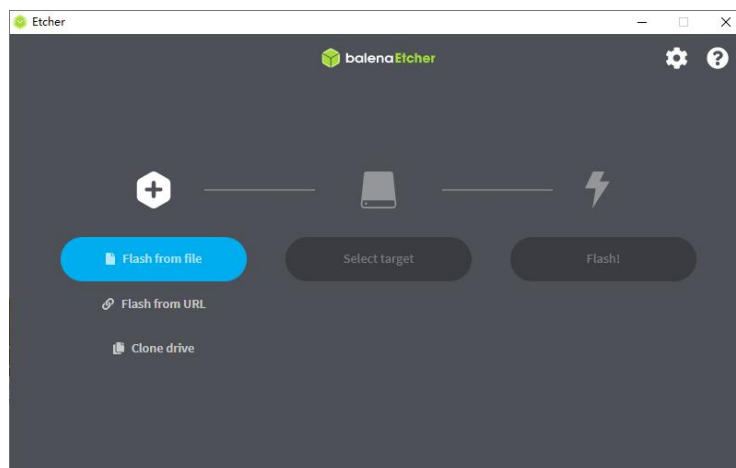 Etcher
balenaEtcher
Flash from file
Select target
Flash!
Flash from URL
Clone drive